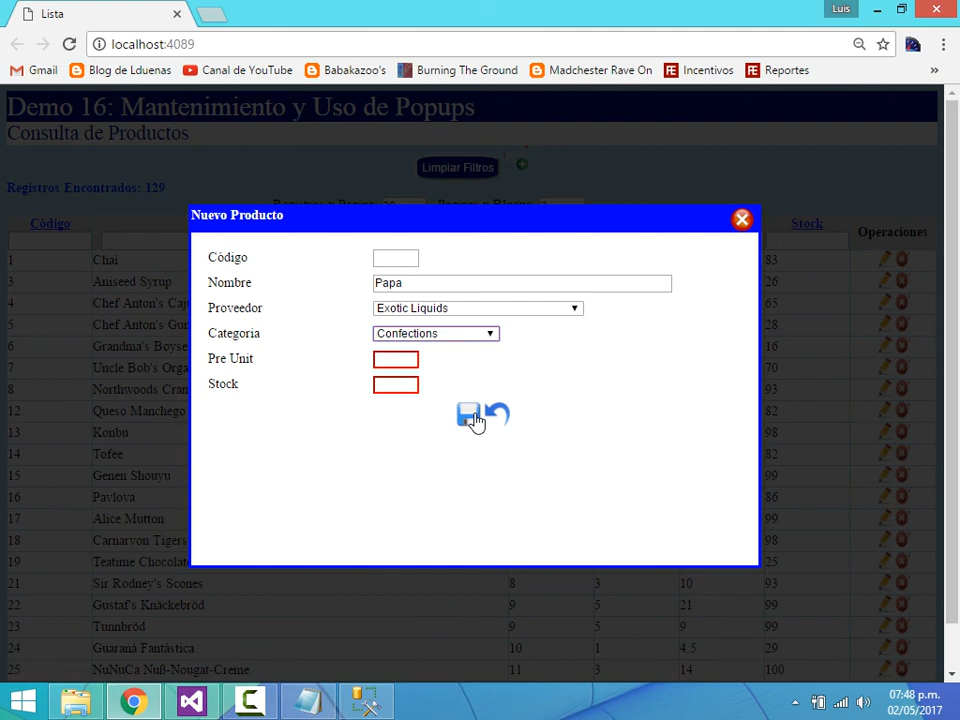 Lista
Luis
localhost:4089
Gmail Blog de Lduenas Canal de YouTube Babakazoo's Burning The Ground Madchester Rave On Incentivos Reportes »
Demo 16: Mantenimiento y Uso de Popups
Consulta de Productos
Limpiar Filtros
Registros Encontrados: 129
Código Stock Operaciones
Nuevo Producto
Código
Nombre Papa
Proveedor Exotic Liquids
Categoria Confections
Pre Unit
Stock
1 Chai 83
3 Aniseed Syrup 26
4 Chef Anton's Caju 65
5 Chef Anton's Gum 28
6 Grandma's Boyse 16
7 Uncle Bob's Orga 70
8 Northwoods Cran 93
12 Queso Manchego 82
13 Konbu 98
14 Tofee 82
15 Genen Shouyu 99
16 Pavlova 86
17 Alice Mutton 99
18 Carnarvon Tigers 98
19 Teatime Chocolate 25
21 Sir Rodney's Scones 8 3 10 93
22 Gustaf's Knäckebröd 9 5 21 99
23 Tunnbröd 9 5 9 99
24 Guaraná Fantástica 10 1 4.5 29
25 NuNuCa Nuß-Nougat-Creme 11 3 14 100
07:48 p.m.
02/05/2017